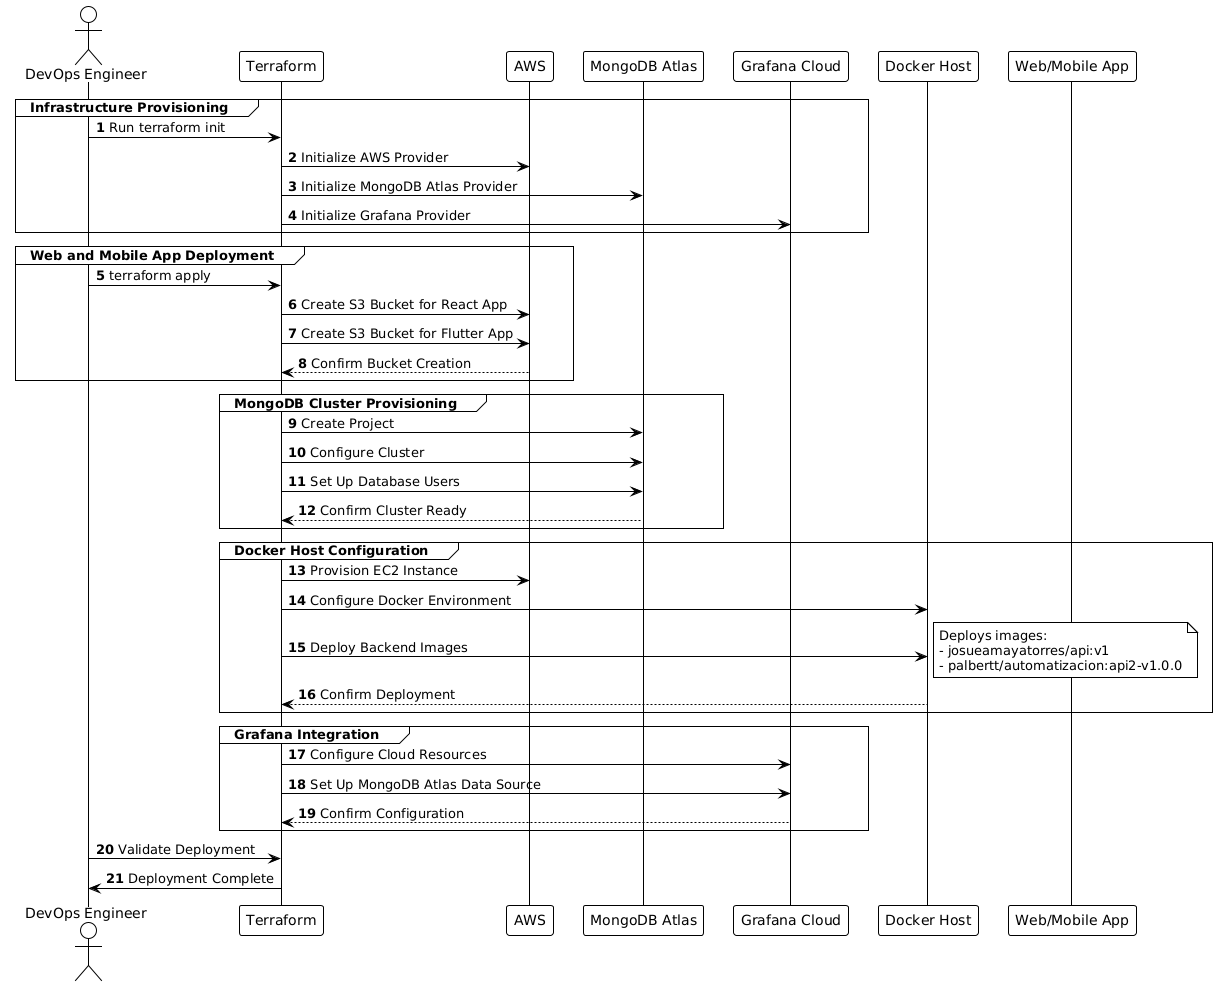 DevOps Engineer
Terraform
AWS
MongoDB Atlas
Grafana Cloud
Docker Host
Web/Mobile App
Infrastructure Provisioning
1 Run terraform init
2 Initialize AWS Provider
3 Initialize MongoDB Atlas Provider
4 Initialize Grafana Provider
Web and Mobile App Deployment
5 terraform apply
6 Create S3 Bucket for React App
7 Create S3 Bucket for Flutter App
8 Confirm Bucket Creation
MongoDB Cluster Provisioning
9 Create Project
10 Configure Cluster
11 Set Up Database Users
12 Confirm Cluster Ready
Docker Host Configuration
13 Provision EC2 Instance
14 Configure Docker Environment
15 Deploy Backend Images
Deploys images:
- josueamayatorres/api:v1
- palbertt/automatizacion:api2-v1.0.0
16 Confirm Deployment
Grafana Integration
17 Configure Cloud Resources
18 Set Up MongoDB Atlas Data Source
19 Confirm Configuration
20 Validate Deployment
21 Deployment Complete
DevOps Engineer
Terraform
AWS
MongoDB Atlas
Grafana Cloud
Docker Host
Web/Mobile App